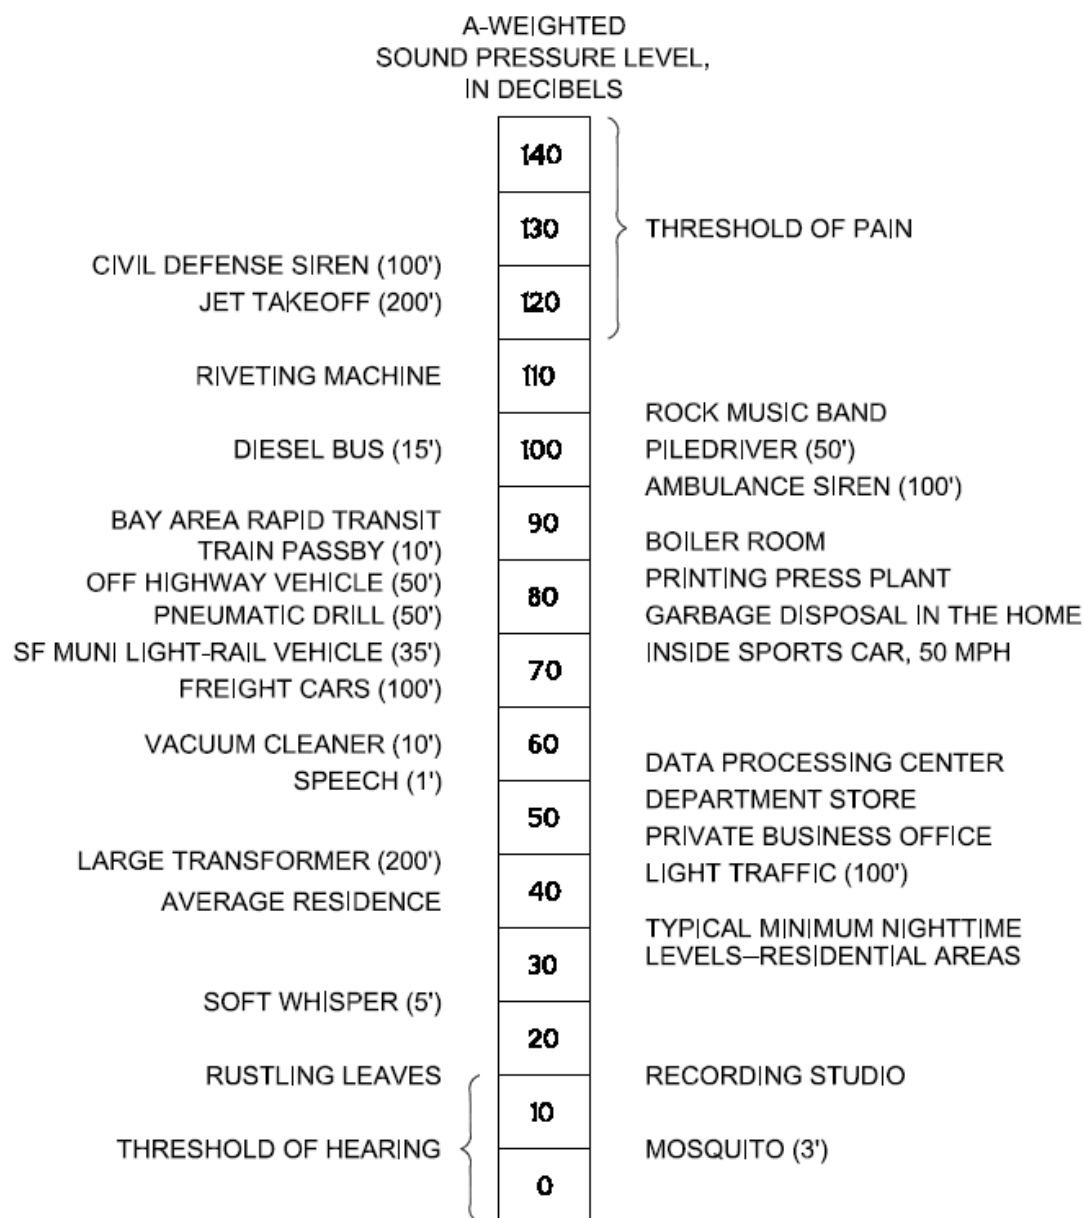 A-WEIGHTED
SOUND PRESSURE LEVEL,
IN DECIBELS
140
130
THRESHOLD OF PAIN
CIVIL DEFENSE SIREN (100')
JET TAKEOFF (200')
120
RIVETING MACHINE
110
ROCK MUSIC BAND
DIESEL BUS (15')
100
PILEDRIVER (50')
AMBULANCE SIREN (100')
BAY AREA RAPID TRANSIT
TRAIN PASSBY (10')
90
BOILER ROOM
OFF HIGHWAY VEHICLE (50')
PNEUMATIC DRILL (50')
80
PRINTING PRESS PLANT
GARBAGE DISPOSAL IN THE HOME
SF MUNI LIGHT-RAIL VEHICLE (35')
FREIGHT CARS (100')
70
INSIDE SPORTS CAR, 50 MPH
VACUUM CLEANER (10')
SPEECH (1')
60
DATA PROCESSING CENTER
DEPARTMENT STORE
50
PRIVATE BUSINESS OFFICE
LARGE TRANSFORMER (200')
AVERAGE RESIDENCE
40
LIGHT TRAFFIC (100')
TYPICAL MINIMUM NIGHTTIME
LEVELS–RESIDENTIAL AREAS
30
SOFT WHISPER (5')
20
RUSTLING LEAVES
RECORDING STUDIO
10
THRESHOLD OF HEARING
MOSQUITO (3')
0